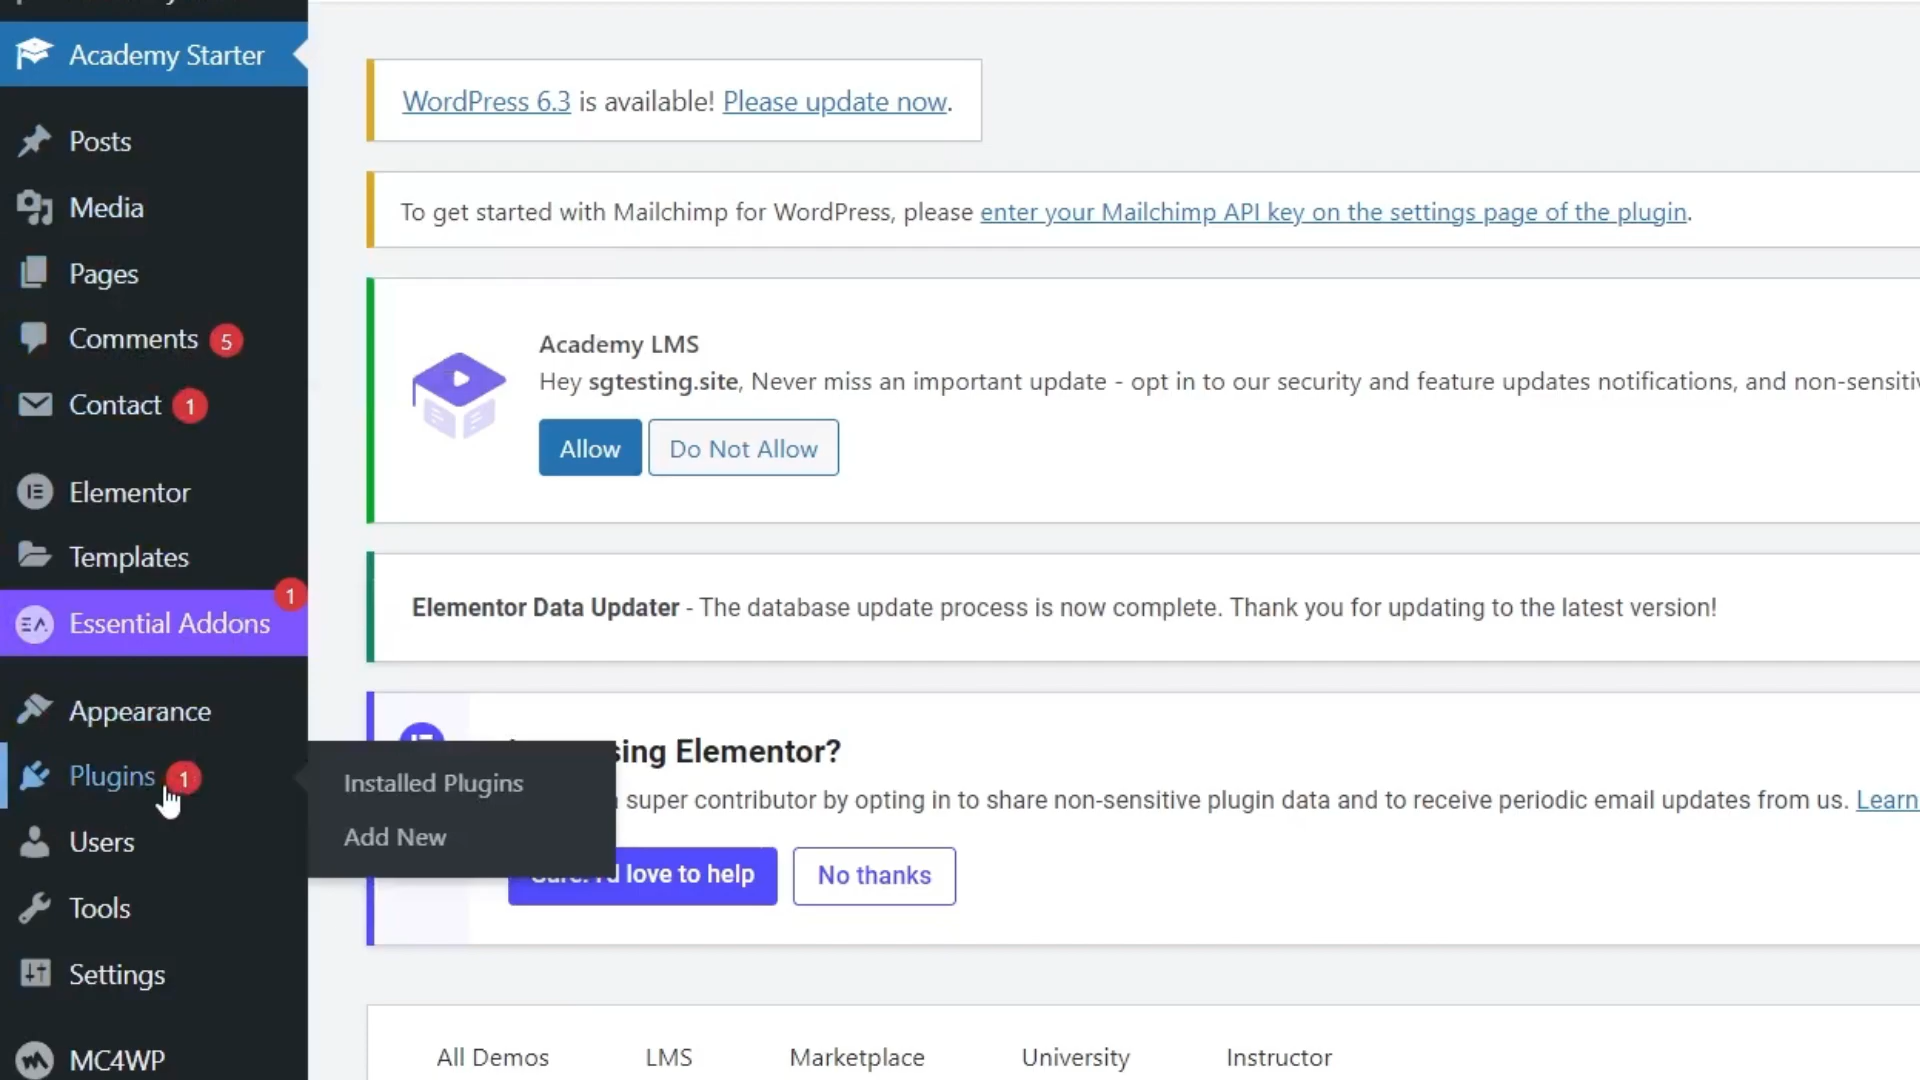 Academy Starter
Posts
Media
Pages
Comments 5
Contact 1
Elementor
Templates
Essential Addons 1
Appearance
Plugins 1
Users
Tools
Settings
MC4WP
Installed Plugins
Add New
WordPress 6.3 is available! Please update now.
To get started with Mailchimp for WordPress, please enter your Mailchimp API key on the settings page of the plugin.
Academy LMS
Hey sgtesting.site, Never miss an important update - opt in to our security and feature updates notifications, and non-sensitiv
Allow
Do Not Allow
Elementor Data Updater - The database update process is now complete. Thank you for updating to the latest version!
sing Elementor?
super contributor by opting in to share non-sensitive plugin data and to receive periodic email updates from us. Learn
love to help
No thanks
All Demos
LMS
Marketplace
University
Instructor